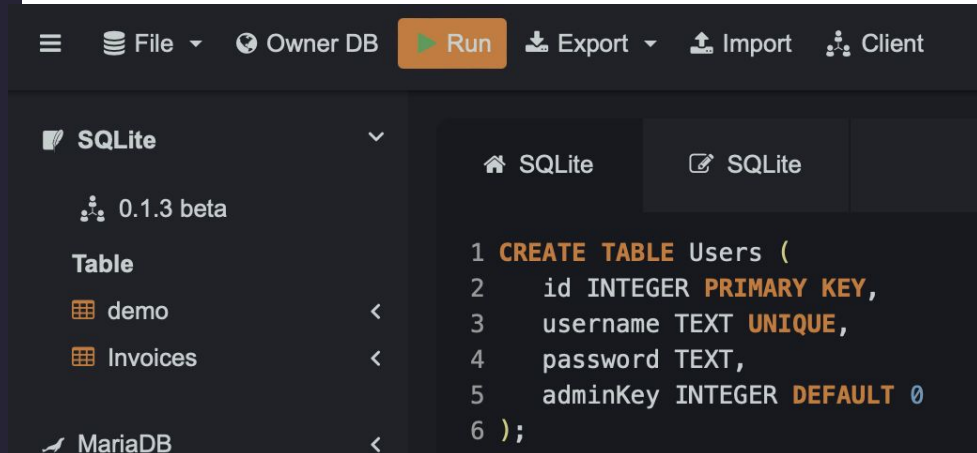 File Owner DB Run Export Import Client
SQLite
0.1.3 beta
Table
demo
Invoices
MariaDB
SQLite SQLite
1 CREATE TABLE Users (
2 id INTEGER PRIMARY KEY,
3 username TEXT UNIQUE,
4 password TEXT,
5 adminKey INTEGER DEFAULT 0
6 );